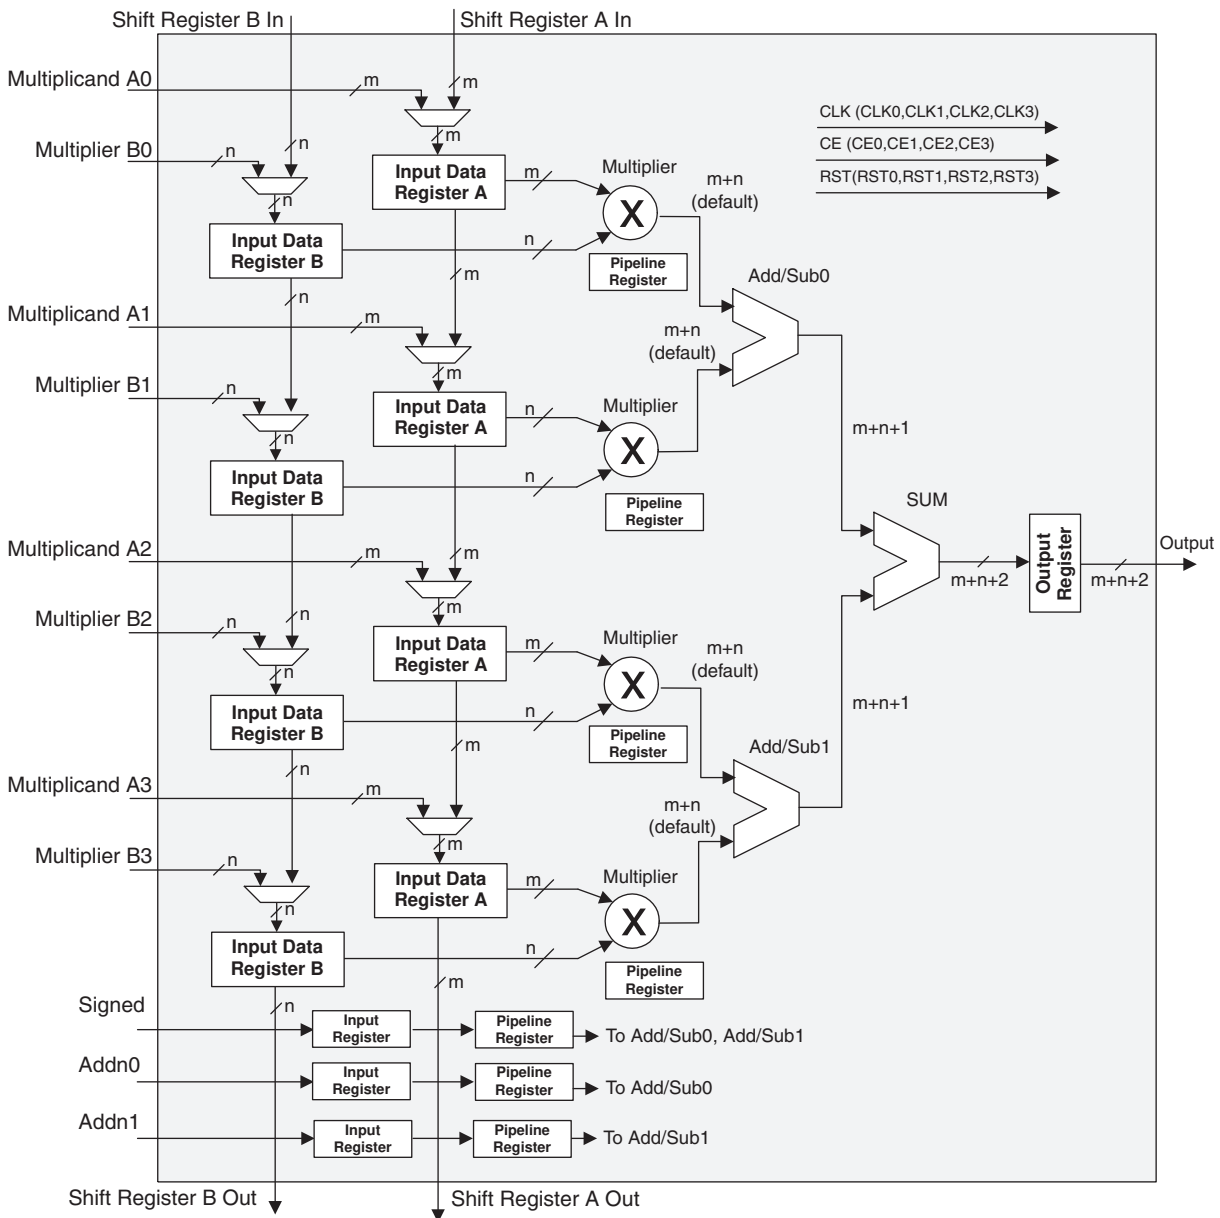 Shift Register B In
Shift Register A In
Multiplicand A0
m
m
CLK (CLK0,CLK1,CLK2,CLK3)
m
CE (CE0,CE1,CE2,CE3)
Multiplier B0
n
n
Input Data
Register A
m
Multiplier
m+n
(default)
RST(RST0,RST1,RST2,RST3)
n
X
Input Data
Register B
n
Pipeline
Register
m
Add/Sub0
n
Multiplicand A1
m
m+n
(default)
m
Multiplier B1
n
Input Data
Register A
n
Multiplier
m+n+1
n
X
Input Data
Register B
n
Pipeline
Register
SUM
Multiplicand A2
m
m
Output
Output
Register
m+n+2
m+n+2
m
Multiplier B2
n
n
Input Data
Register A
m
Multiplier
m+n
(default)
n
X
m+n+1
Input Data
Register B
n
Pipeline
Register
m
Add/Sub1
n
Multiplicand A3
m
m+n
(default)
m
Multiplier B3
n
Input Data
Register A
m
Multiplier
n
X
Input Data
Register B
n
Pipeline
Register
m
n
Signed
Input
Register
Pipeline
Register
To Add/Sub0, Add/Sub1
Addn0
Input
Register
Pipeline
Register
To Add/Sub0
Addn1
Input
Register
Pipeline
Register
To Add/Sub1
Shift Register B Out
Shift Register A Out